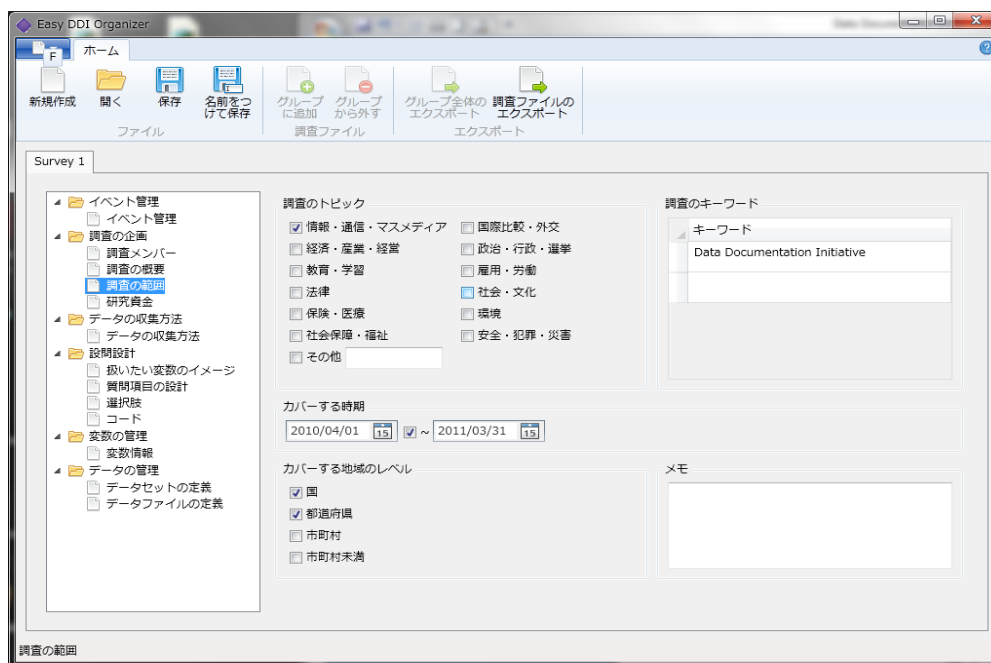 Easy DDI Organizer
F ホーム
新規作成 開く 保存 名前をつけて保存 グループに追加 グループから外す グループ全体のエクスポート 調査ファイルのエクスポート
ファイル 調査ファイル エクスポート
Survey 1
イベント管理
イベント管理
調査の企画
調査メンバー
調査の概要
調査の範囲
研究資金
データの収集方法
データの収集方法
設問設計
扱いたい変数のイメージ
質問項目の設計
選択肢
コード
変数の管理
変数情報
データの管理
データセットの定義
データファイルの定義
調査のトピック
情報・通信・マスメディア 国際比較・外交
経済・産業・経営 政治・行政・選挙
教育・学習 雇用・労働
法律 社会・文化
保険・医療 環境
社会保障・福祉 安全・犯罪・災害
その他
調査のキーワード
キーワード
Data Documentation Initiative
カバーする時期
2010/04/01 15 ~ 2011/03/31 15
カバーする地域のレベル
国
都道府県
市町村
市町村未満
メモ
調査の範囲